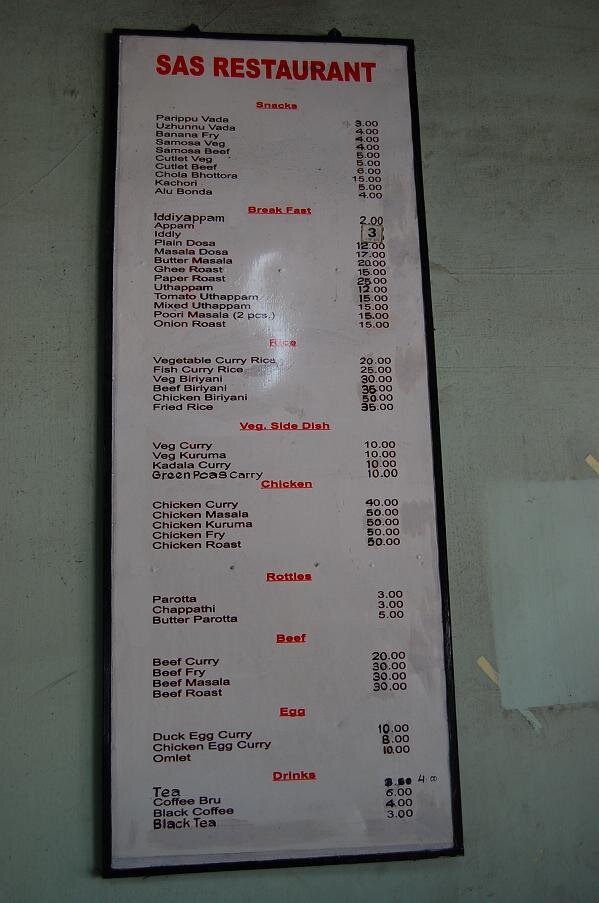 SAS RESTAURANT
Snacks
Parippu Vada 3.00
Uzhunnu Vada 4.00
Banana Fry 4.00
Samosa Veg 4.00
Samosa Beef 5.00
Cutlet Veg 5.00
Cutlet Beef 6.00
Chola Bhottora 15.00
Kachori 5.00
Alu Bonda 4.00
Break Fast
Iddiyappam 2.00
Appam 3
Iddly
Plain Dosa 12.00
Masala Dosa 17.00
Butter Masala 20.00
Ghee Roast 15.00
Paper Roast 25.00
Uthappam 12.00
Tomato Uthappam 15.00
Mixed Uthappam 15.00
Poori Masala (2 pcs.) 15.00
Onion Roast 15.00
Rice
Vegetable Curry Rice 20.00
Fish Curry Rice 25.00
Veg Biriyani 30.00
Beef Biriyani 35.00
Chicken Biriyani 50.00
Fried Rice 35.00
Veg. Side Dish
Veg Curry 10.00
Veg Kuruma 10.00
Kadala Curry 10.00
Green Peas Carry 10.00
Chicken
Chicken Curry 40.00
Chicken Masala 50.00
Chicken Kuruma 50.00
Chicken Fry 50.00
Chicken Roast 50.00
Rotties
Parotta 3.00
Chappathi 3.00
Butter Parotta 5.00
Beef
Beef Curry 20.00
Beef Fry 30.00
Beef Masala 30.00
Beef Roast 30.00
Egg
Duck Egg Curry 10.00
Chicken Egg Curry 8.00
Omlet 10.00
Drinks
Tea 4.00
Coffee Bru 6.00
Black Coffee 4.00
Black Tea 3.00